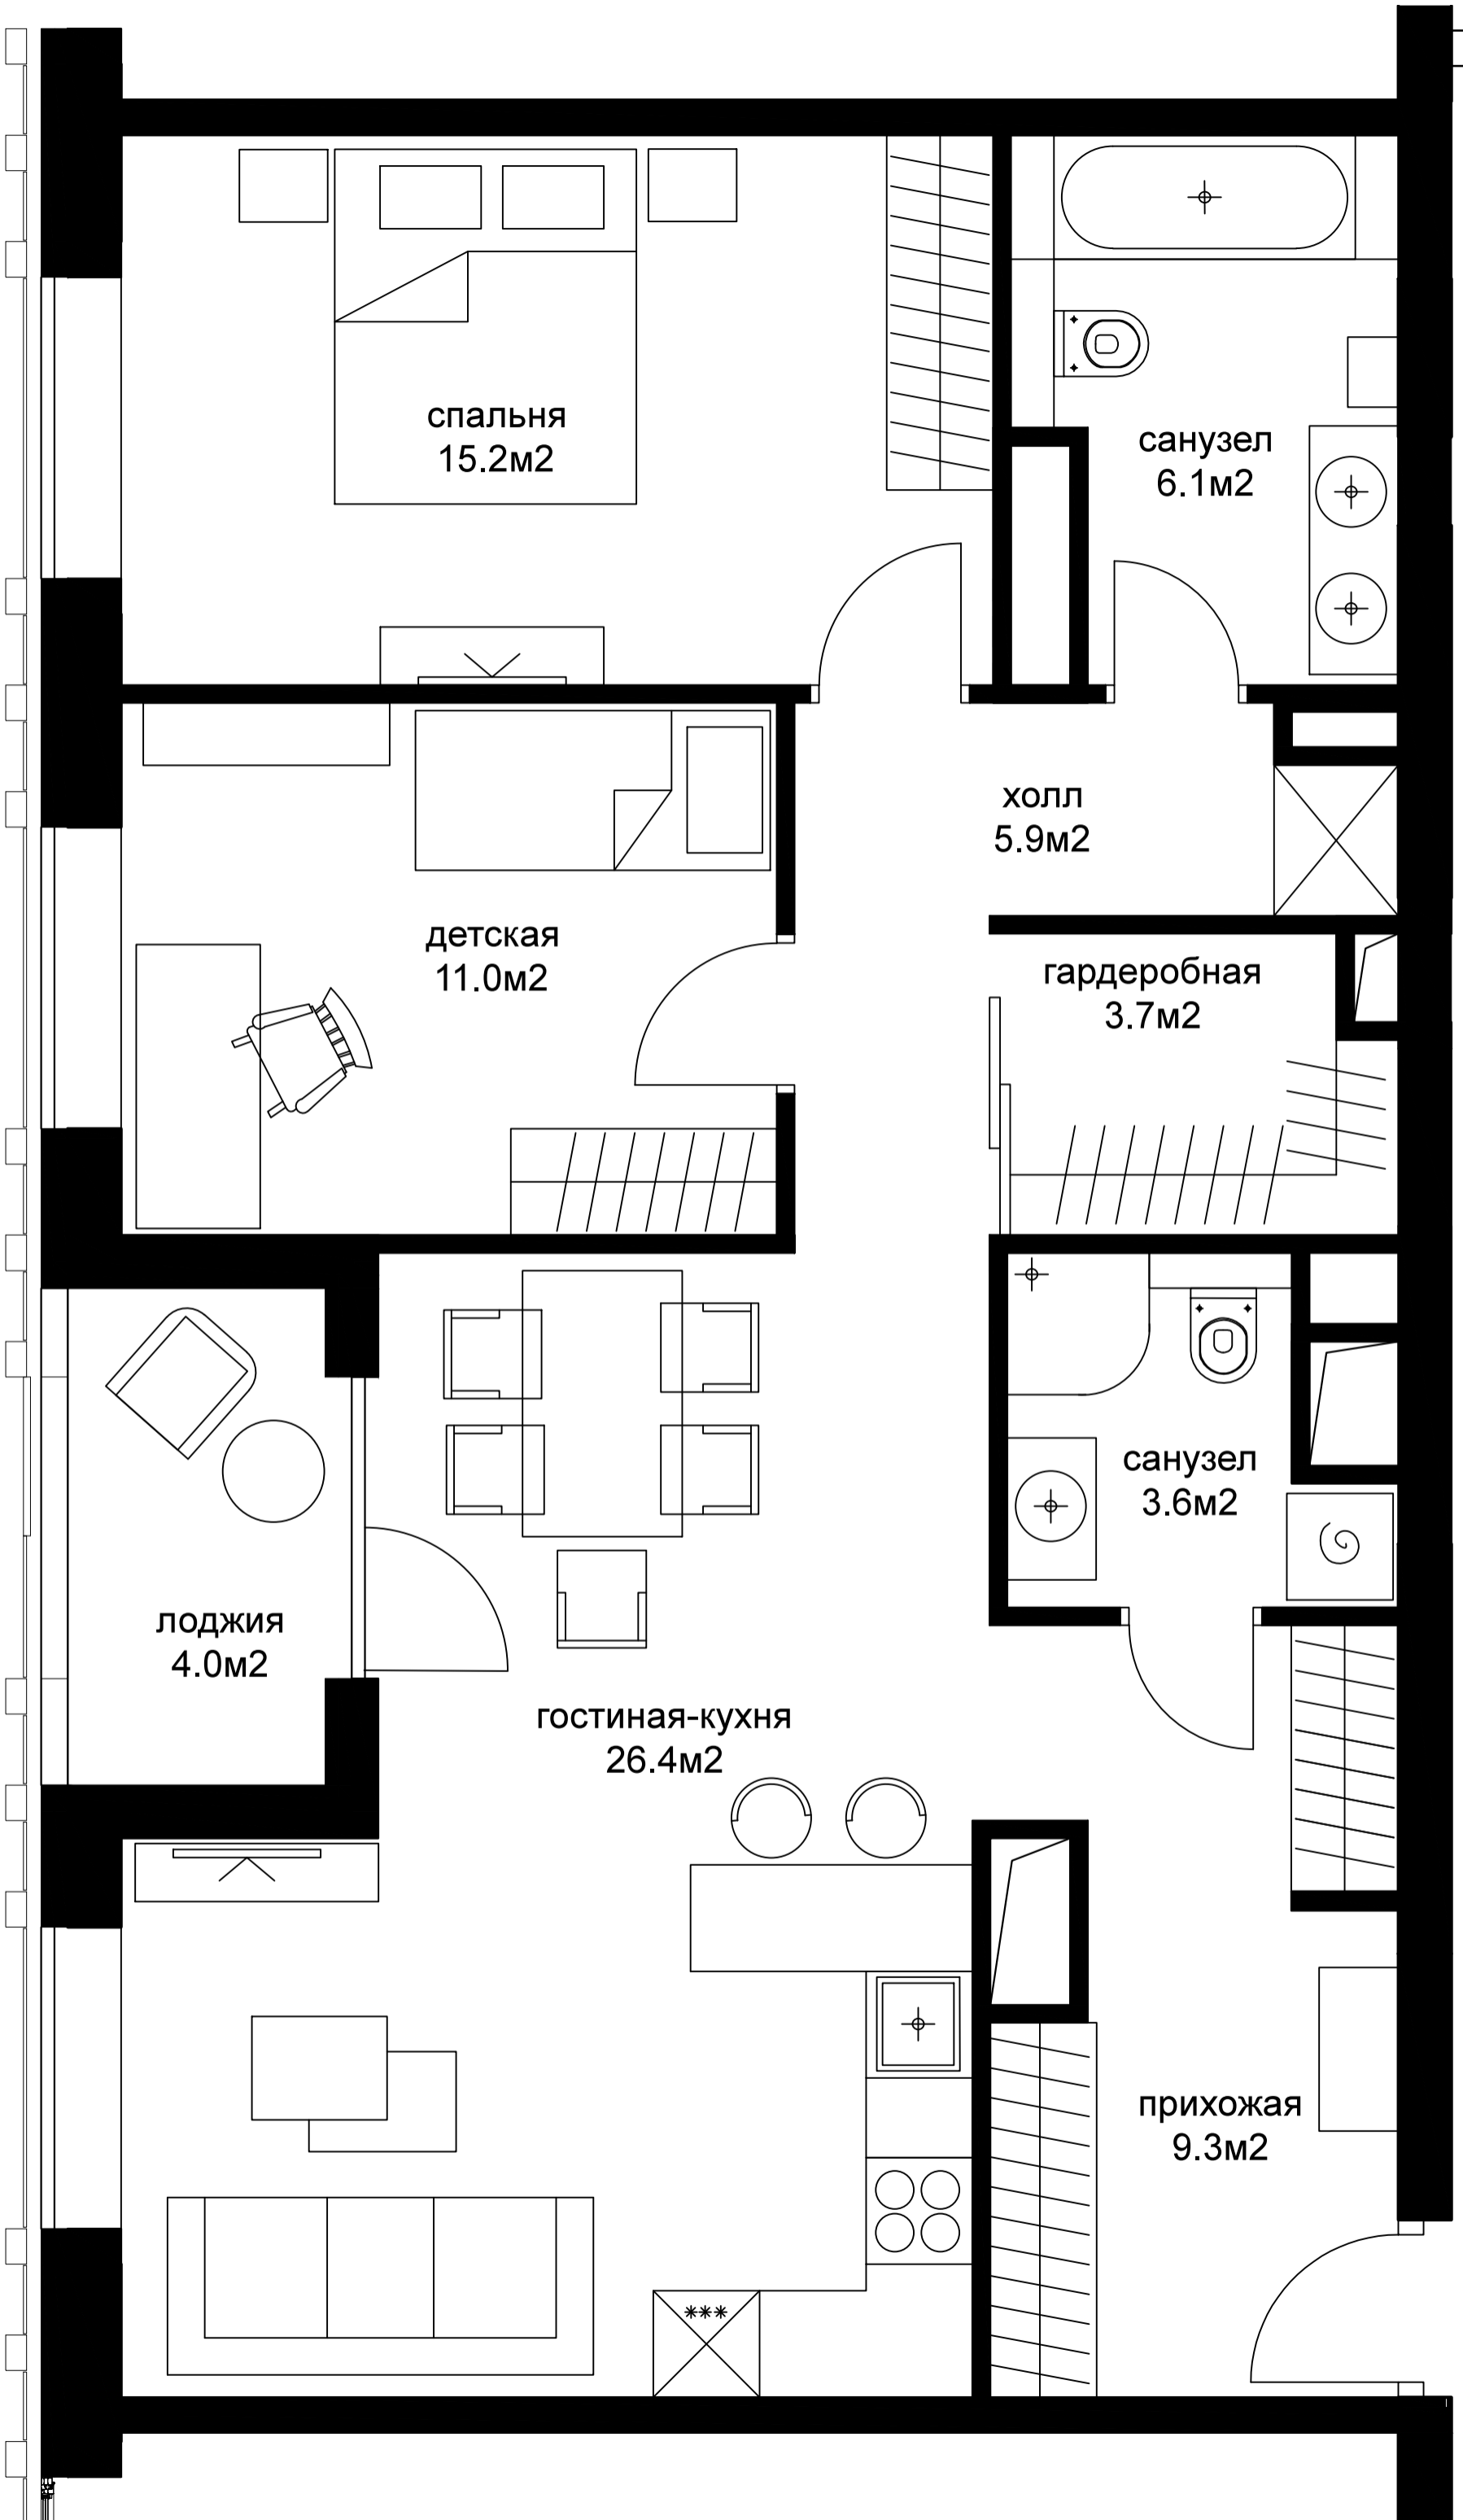 спальня
15.2м2
санузел
6.1м2
холл
5.9м2
детская
11.0м2
гардеробная
3.7м2
санузел
3.6м2
лоджия
4.0м2
гостиная-кухня
26.4м2
прихожая
9.3м2